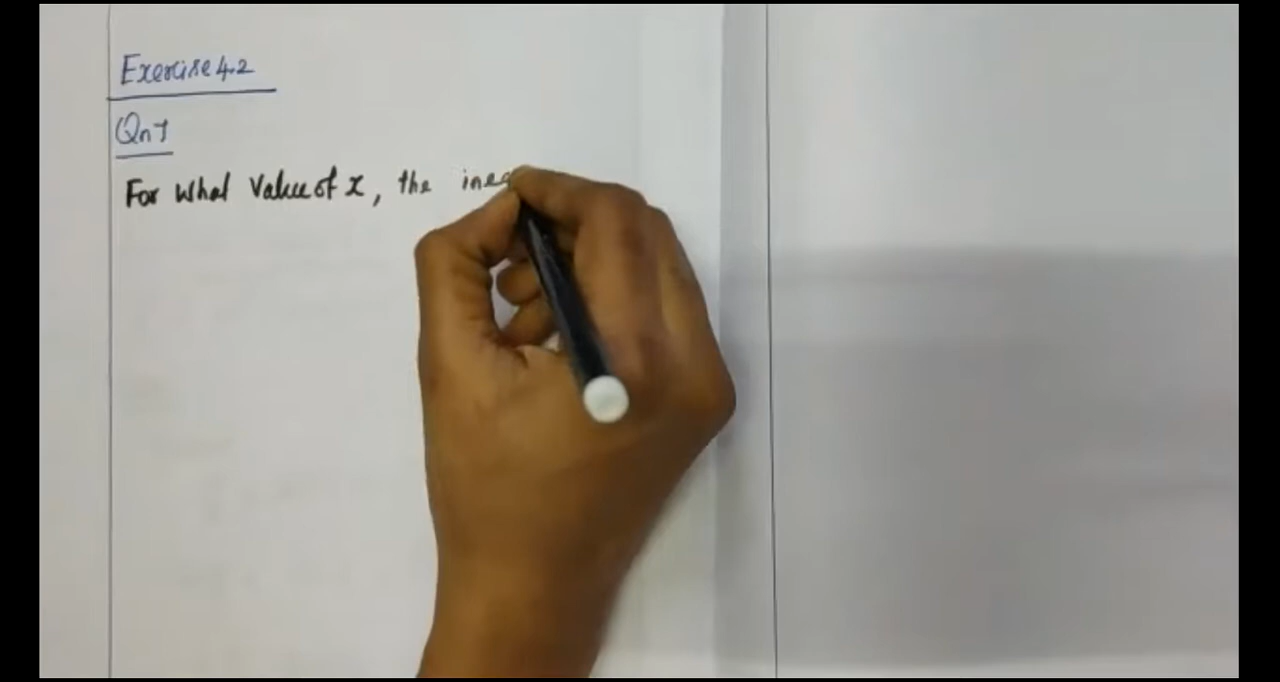 Exercise 4.2
Qn 7
For what value of x, the